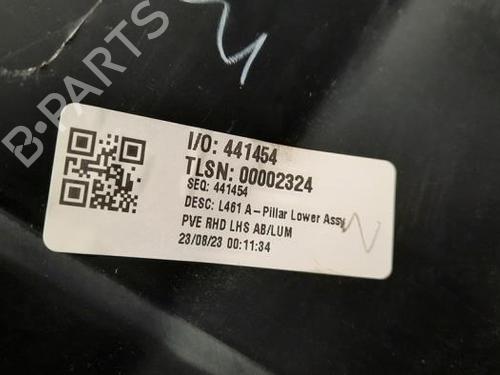 B-PARTS
I/O: 441454
TLSN: 00002324
SEQ: 441454
DESC: L461 A-Pillar Lower Assy
PVE RHD LHS AB/LUM
23/08/23 00:11:34